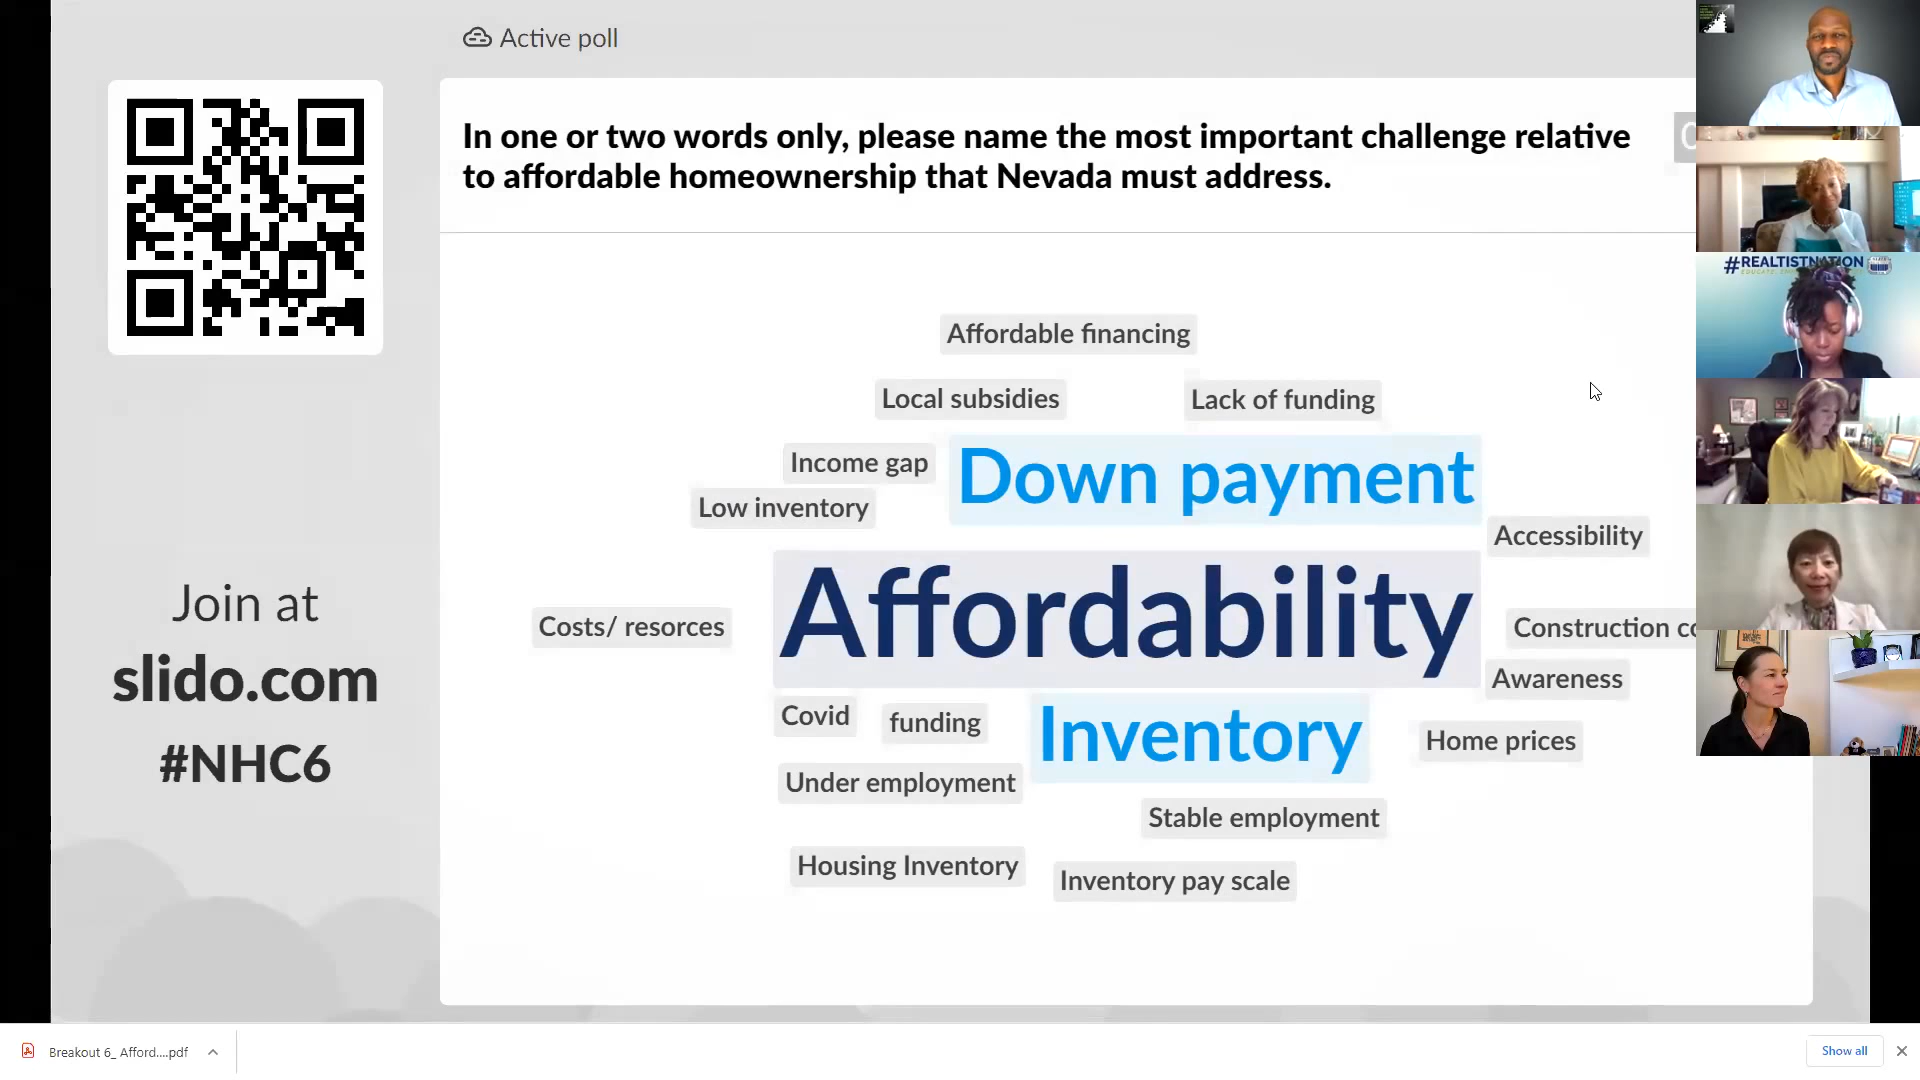 Active poll
In one or two words only, please name the most important challenge relative
to affordable homeownership that Nevada must address.
#REALTISTNATION
Affordable financing
Local subsidies
Lack of funding
Income gap
Down payment
Low inventory
Accessibility
Affordability
Costs/ resorces
Construction
Awareness
Covid
funding
Inventory
Home prices
Under employment
Stable employment
Housing Inventory
Inventory pay scale
Join at
slido.com
#NHC6
Breakout 6_ Afford....pdf
Show all